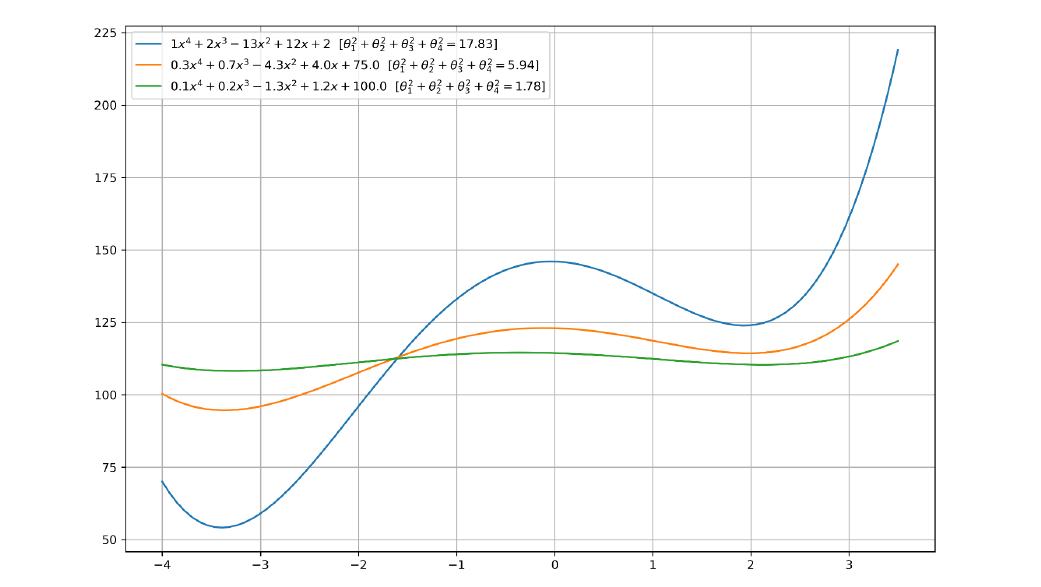 1x⁴ + 2x³ − 13x² + 12x + 2 [θ₁² + θ₂² + θ₃² + θ₄² = 17.83]
0.3x⁴ + 0.7x³ − 4.3x² + 4.0x + 75.0 [θ₁² + θ₂² + θ₃² + θ₄² = 5.94]
0.1x⁴ + 0.2x³ − 1.3x² + 1.2x + 100.0 [θ₁² + θ₂² + θ₃² + θ₄² = 1.78]
225
200
175
150
125
100
75
50
−4 −3 −2 −1 0 1 2 3